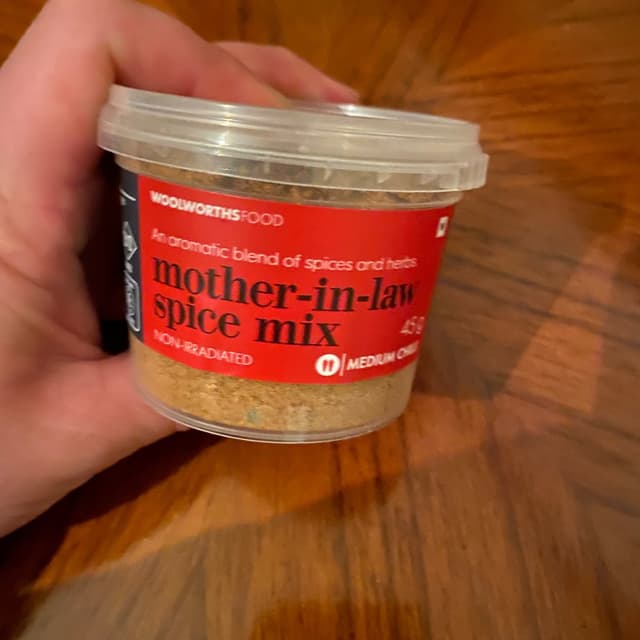 WOOLWORTHSFOOD
An aromatic blend of spices and herbs
mother-in-law
spice mix
45 g
NON-IRRADIATED
MEDIUM